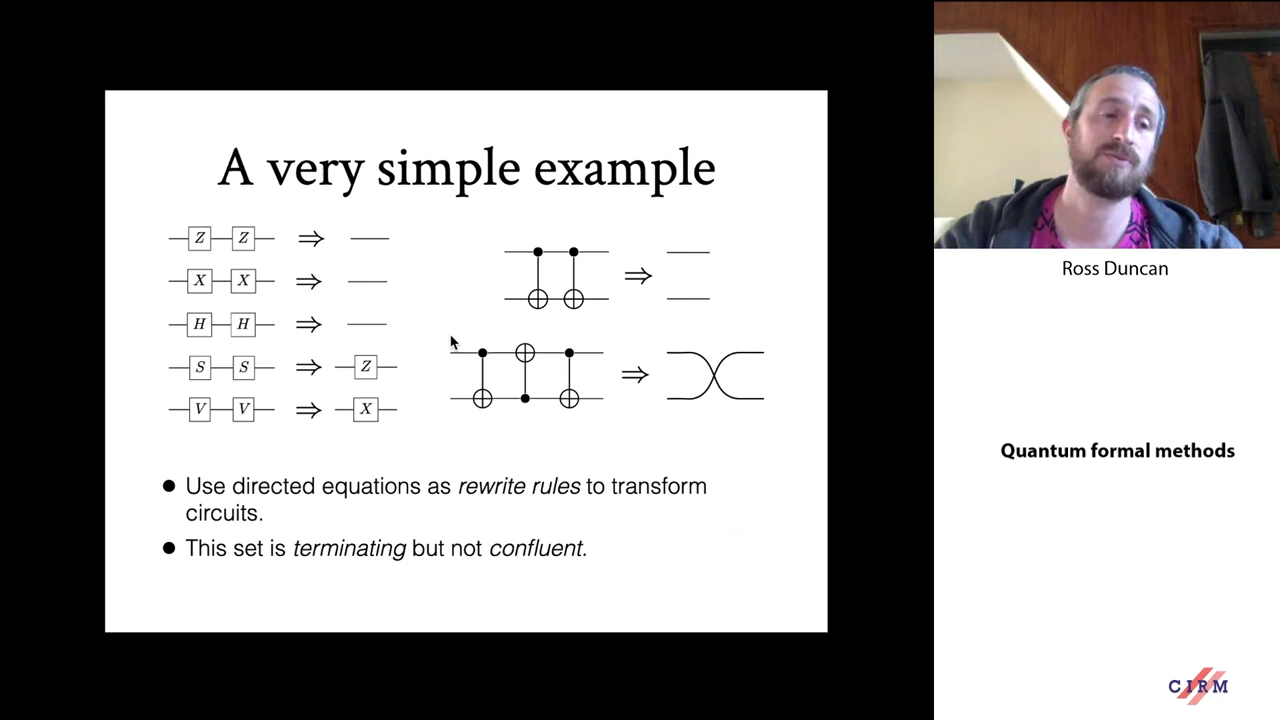 A very simple example
Z Z ⇒
X X ⇒
H H ⇒
S S ⇒ Z
V V ⇒ X
⇒
⇒
● Use directed equations as rewrite rules to transform
circuits.
● This set is terminating but not confluent.
Ross Duncan
Quantum formal methods
CIRM